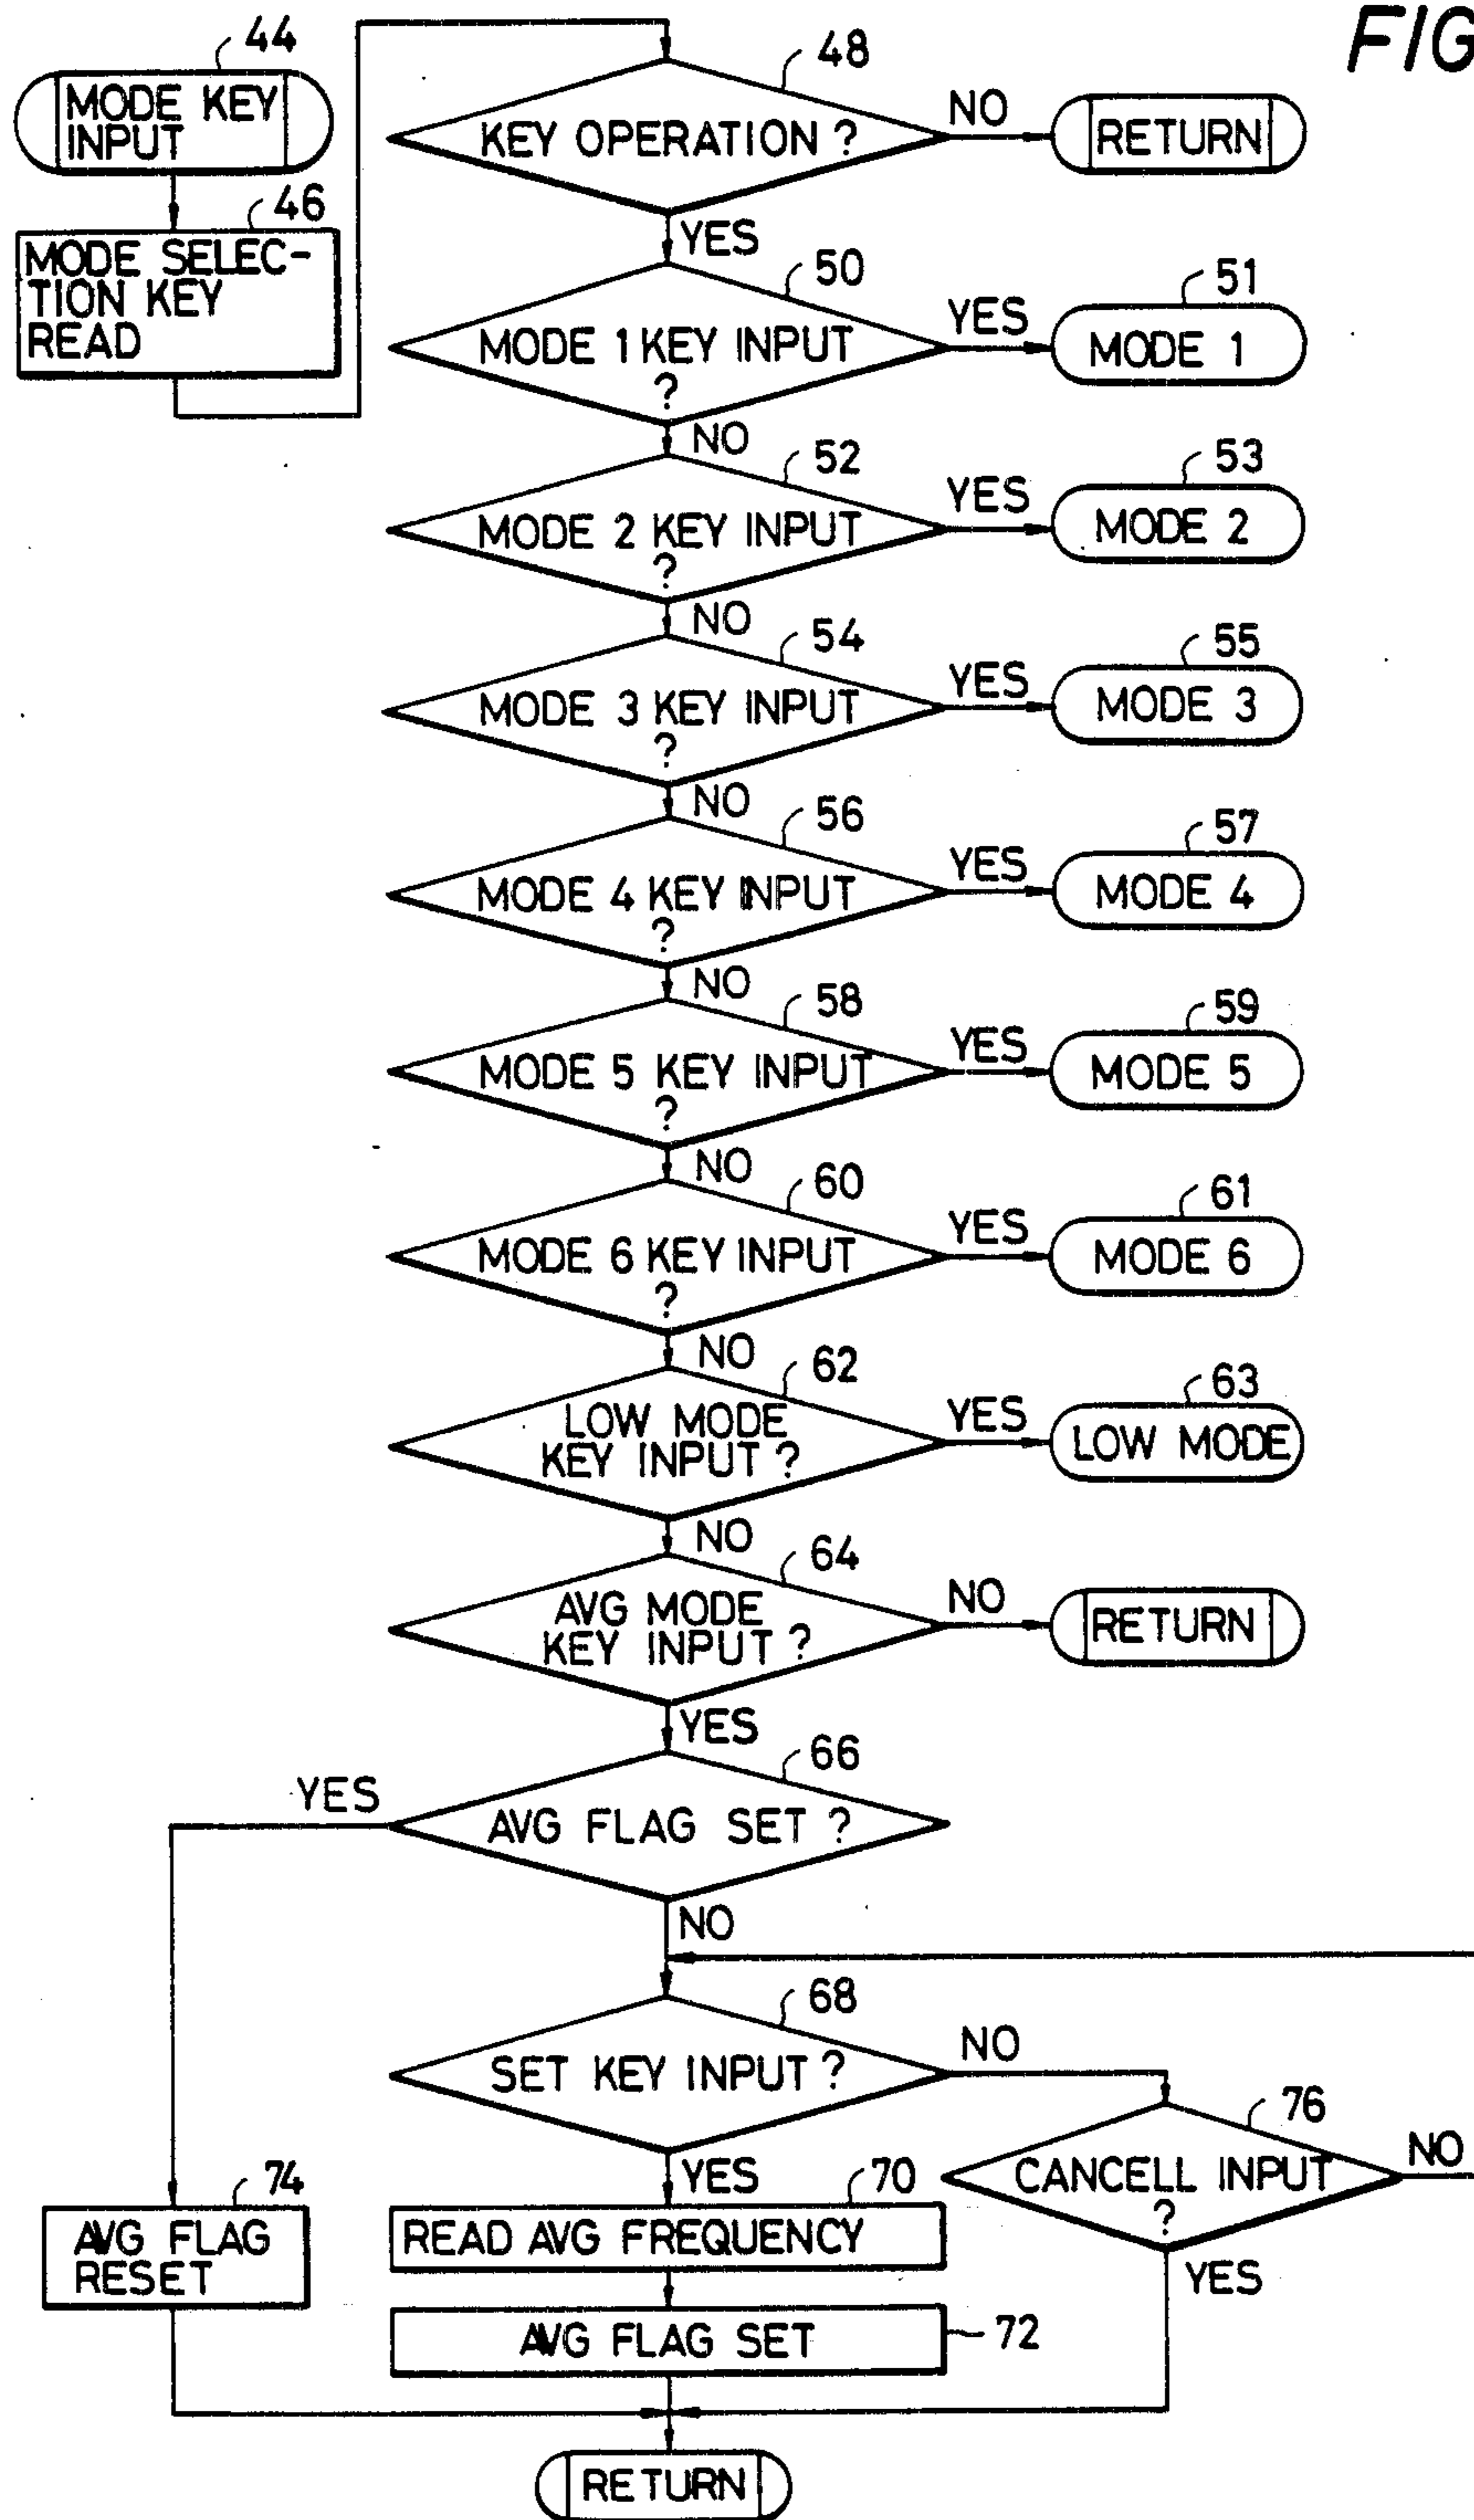 FIG
44
MODE KEY
INPUT
46
MODE SELEC-
TION KEY
READ
48
KEY OPERATION ?
NO
RETURN
YES
50
MODE 1 KEY INPUT
?
YES
51
MODE 1
NO
52
MODE 2 KEY INPUT
?
YES
53
MODE 2
NO
54
MODE 3 KEY INPUT
?
YES
55
MODE 3
NO
56
MODE 4 KEY INPUT
?
YES
57
MODE 4
NO
58
MODE 5 KEY INPUT
?
YES
59
MODE 5
NO
60
MODE 6 KEY INPUT
?
YES
61
MODE 6
NO
62
LOW MODE
KEY INPUT ?
YES
63
LOW MODE
NO
64
AVG MODE
KEY INPUT ?
NO
RETURN
YES
66
AVG FLAG SET ?
YES
NO
68
SET KEY INPUT ?
NO
76
CANCELL INPUT
?
NO
YES
YES
70
READ AVG FREQUENCY
74
AVG FLAG
RESET
AVG FLAG SET
72
RETURN